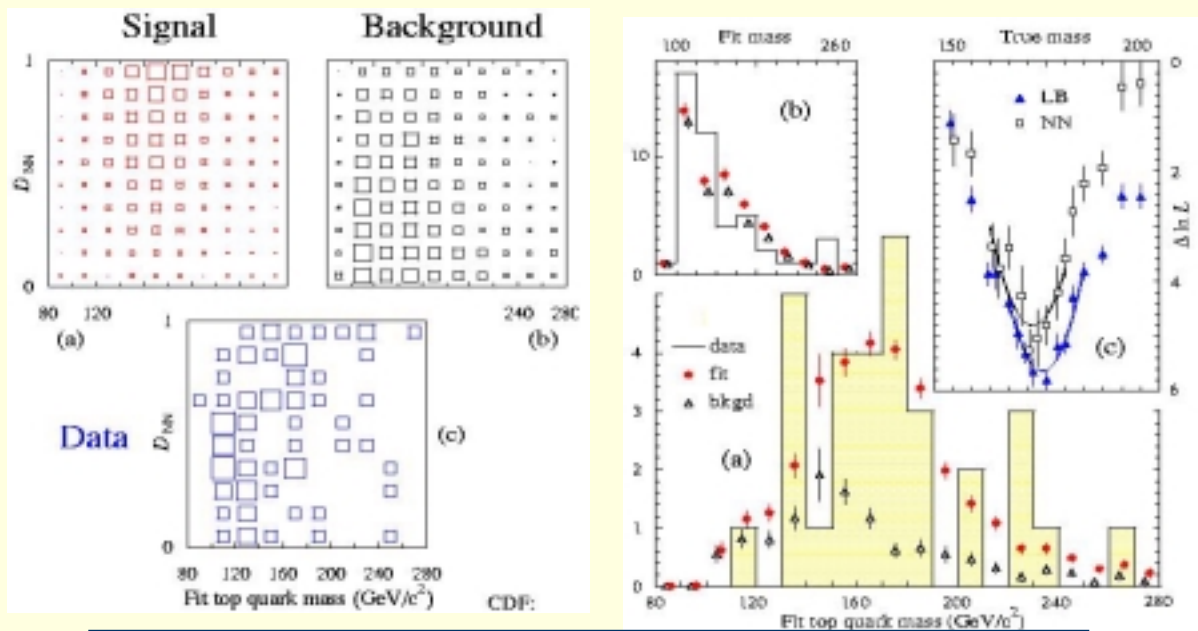 Signal Background
1
D NN
0
80 120
(a)
240 280
(b)
Data
1
D NN
0
(c)
80 120 160 200 240 280
Fit top quark mass (GeV/c²) CDF:
Fit mass
100 260
(b)
10
0
True mass
150 200
LB
NN
0
2
4
6
Δ ln L
(c)
data
fit
bkgd
(a)
4
3
2
1
0
80 120 160 200 240 280
Fit top quark mass (GeV/c²)